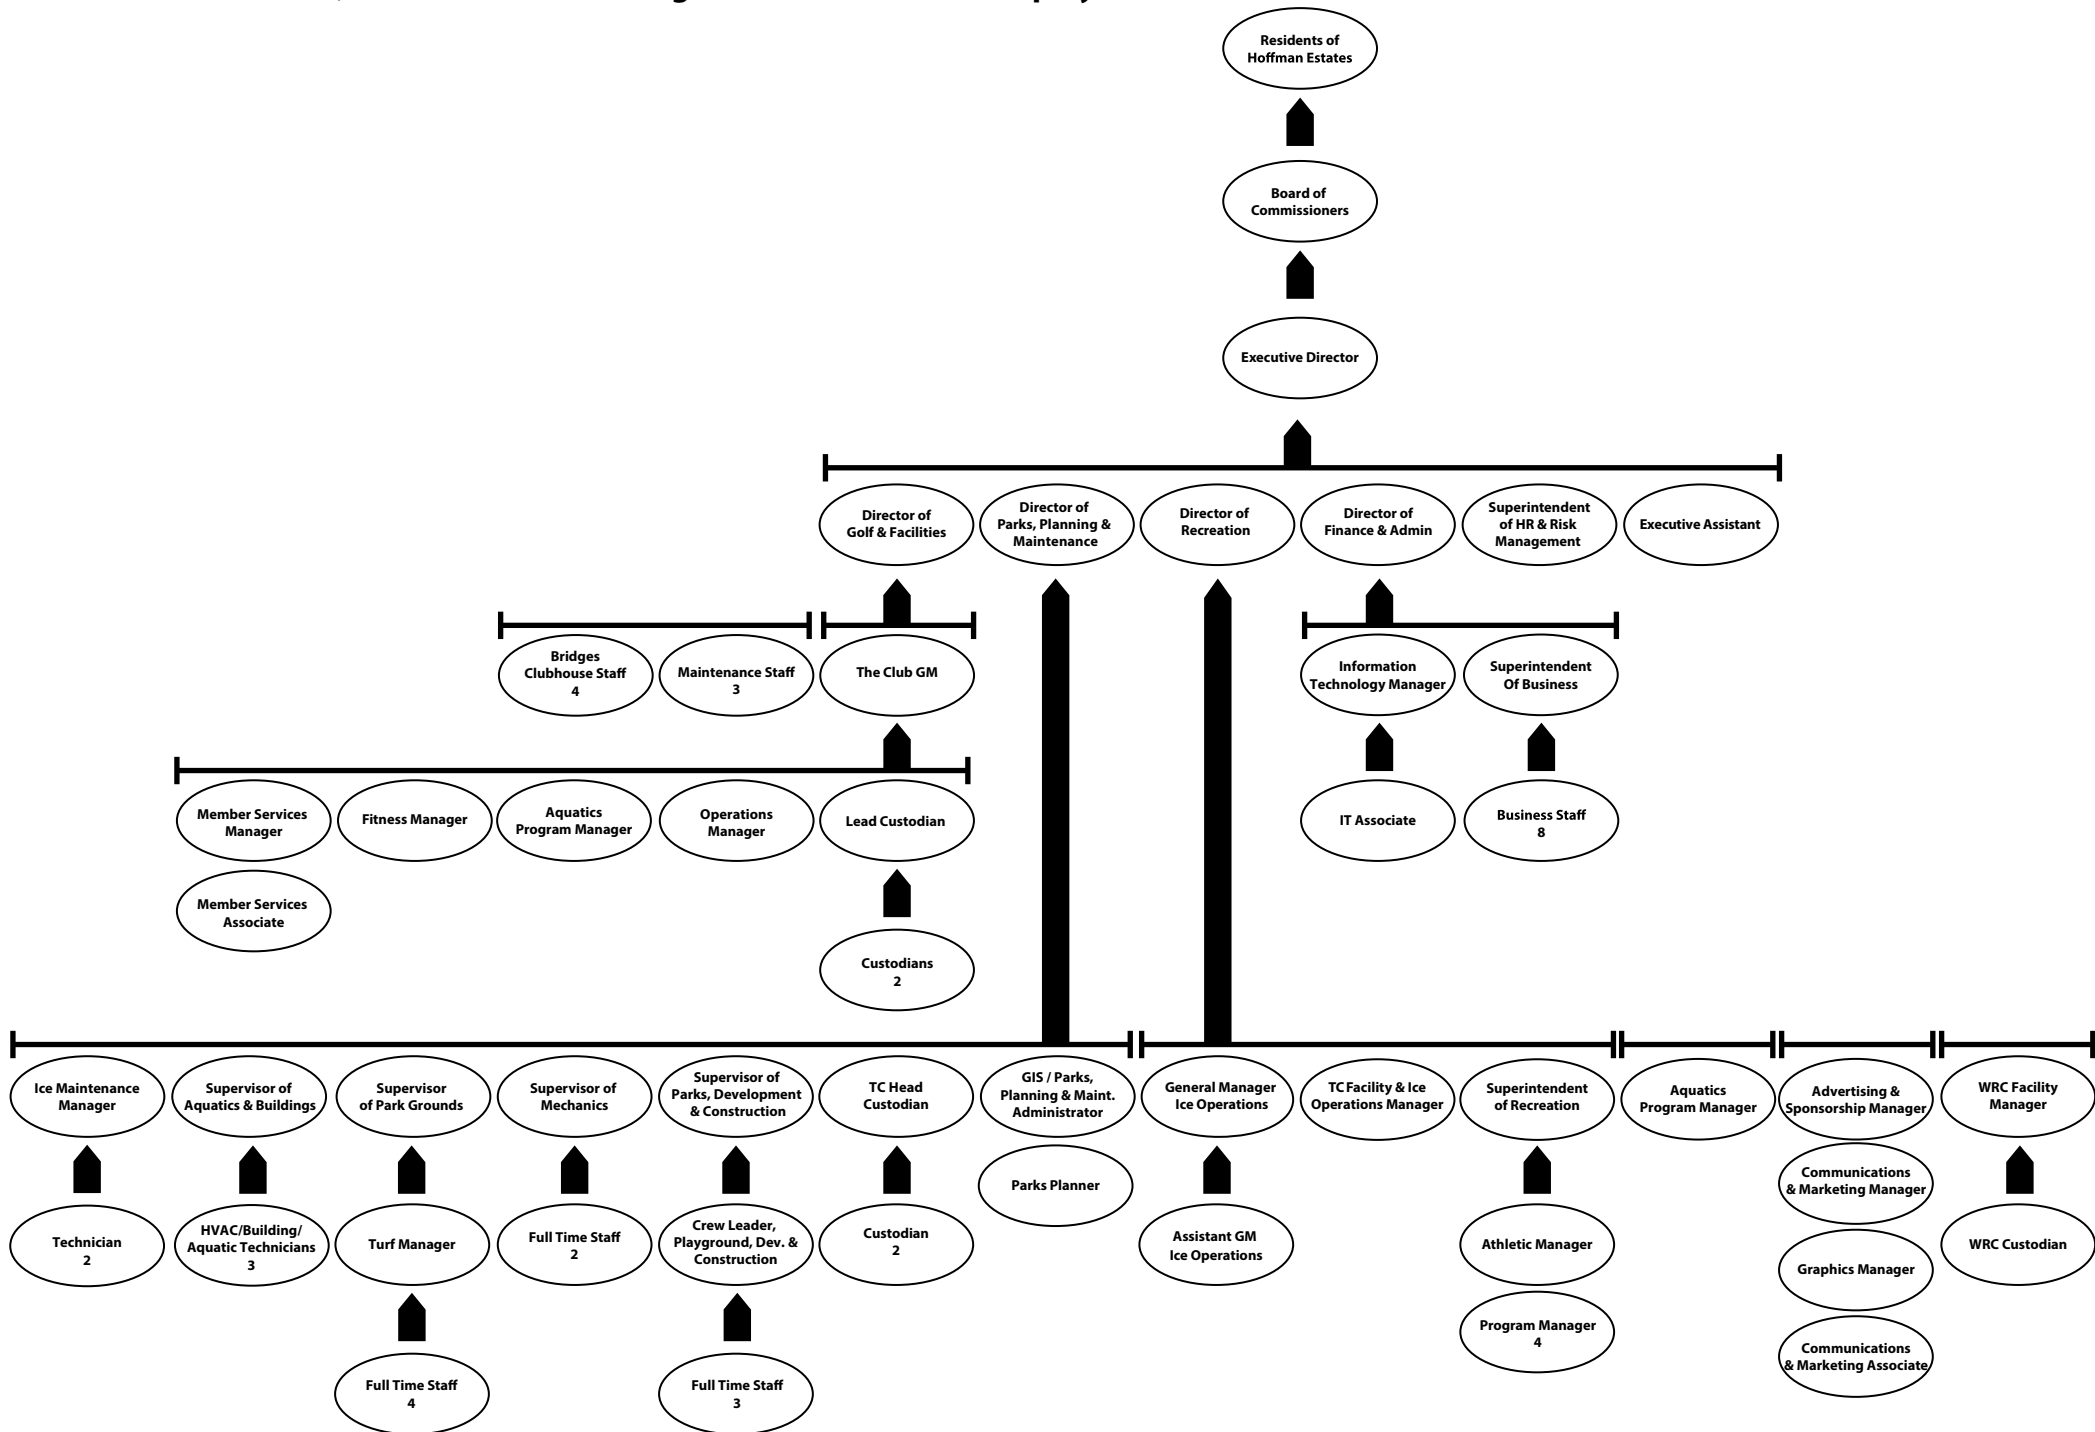 Residents of
Hoffman Estates
Board of
Commissioners
Executive Director
Director of
Golf & Facilities
Director of
Parks, Planning &
Maintenance
Director of
Recreation
Director of
Finance & Admin
Superintendent
of HR & Risk
Management
Executive Assistant
Bridges
Clubhouse Staff
4
Maintenance Staff
3
The Club GM
Information
Technology Manager
Superintendent
Of Business
Member Services
Manager
Fitness Manager
Aquatics
Program Manager
Operations
Manager
Lead Custodian
IT Associate
Business Staff
8
Member Services
Associate
Custodians
2
Ice Maintenance
Manager
Supervisor of
Aquatics & Buildings
Supervisor
of Park Grounds
Supervisor of
Mechanics
Supervisor of
Parks, Development
& Construction
TC Head
Custodian
GIS / Parks,
Planning & Maint.
Administrator
General Manager
Ice Operations
TC Facility & Ice
Operations Manager
Superintendent
of Recreation
Aquatics
Program Manager
Advertising &
Sponsorship Manager
WRC Facility
Manager
Parks Planner
Communications
& Marketing Manager
Technician
2
HVAC/Building/
Aquatic Technicians
3
Turf Manager
Full Time Staff
2
Crew Leader,
Playground, Dev. &
Construction
Custodian
2
Assistant GM
Ice Operations
Athletic Manager
Graphics Manager
WRC Custodian
Program Manager
4
Communications
& Marketing Associate
Full Time Staff
4
Full Time Staff
3